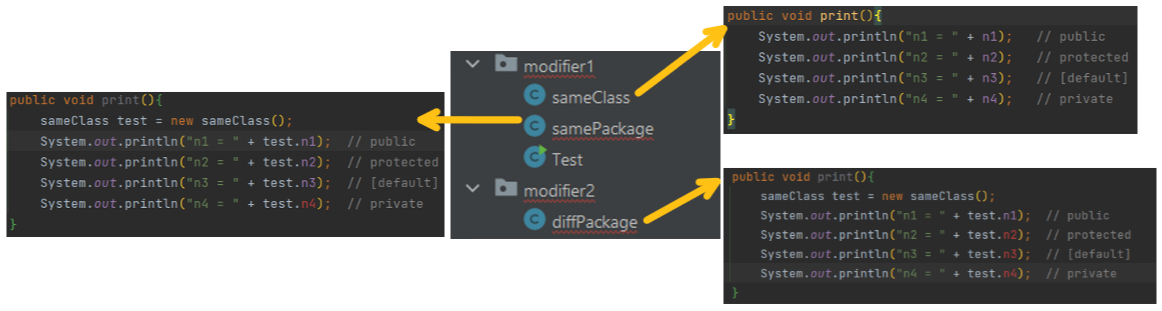 public void print(){
sameClass test = new sameClass();
System.out.println("n1 = " + test.n1);  // public
System.out.println("n2 = " + test.n2);  // protected
System.out.println("n3 = " + test.n3);  // [default]
System.out.println("n4 = " + test.n4);  // private
}
modifier1
sameClass
samePackage
Test
modifier2
diffPackage
public void print(){
System.out.println("n1 = " + n1);   // public
System.out.println("n2 = " + n2);   // protected
System.out.println("n3 = " + n3);   // [default]
System.out.println("n4 = " + n4);   // private
}
public void print(){
sameClass test = new sameClass();
System.out.println("n1 = " + test.n1);  // public
System.out.println("n2 = " + test.n2);  // protected
System.out.println("n3 = " + test.n3);  // [default]
System.out.println("n4 = " + test.n4);  // private
}